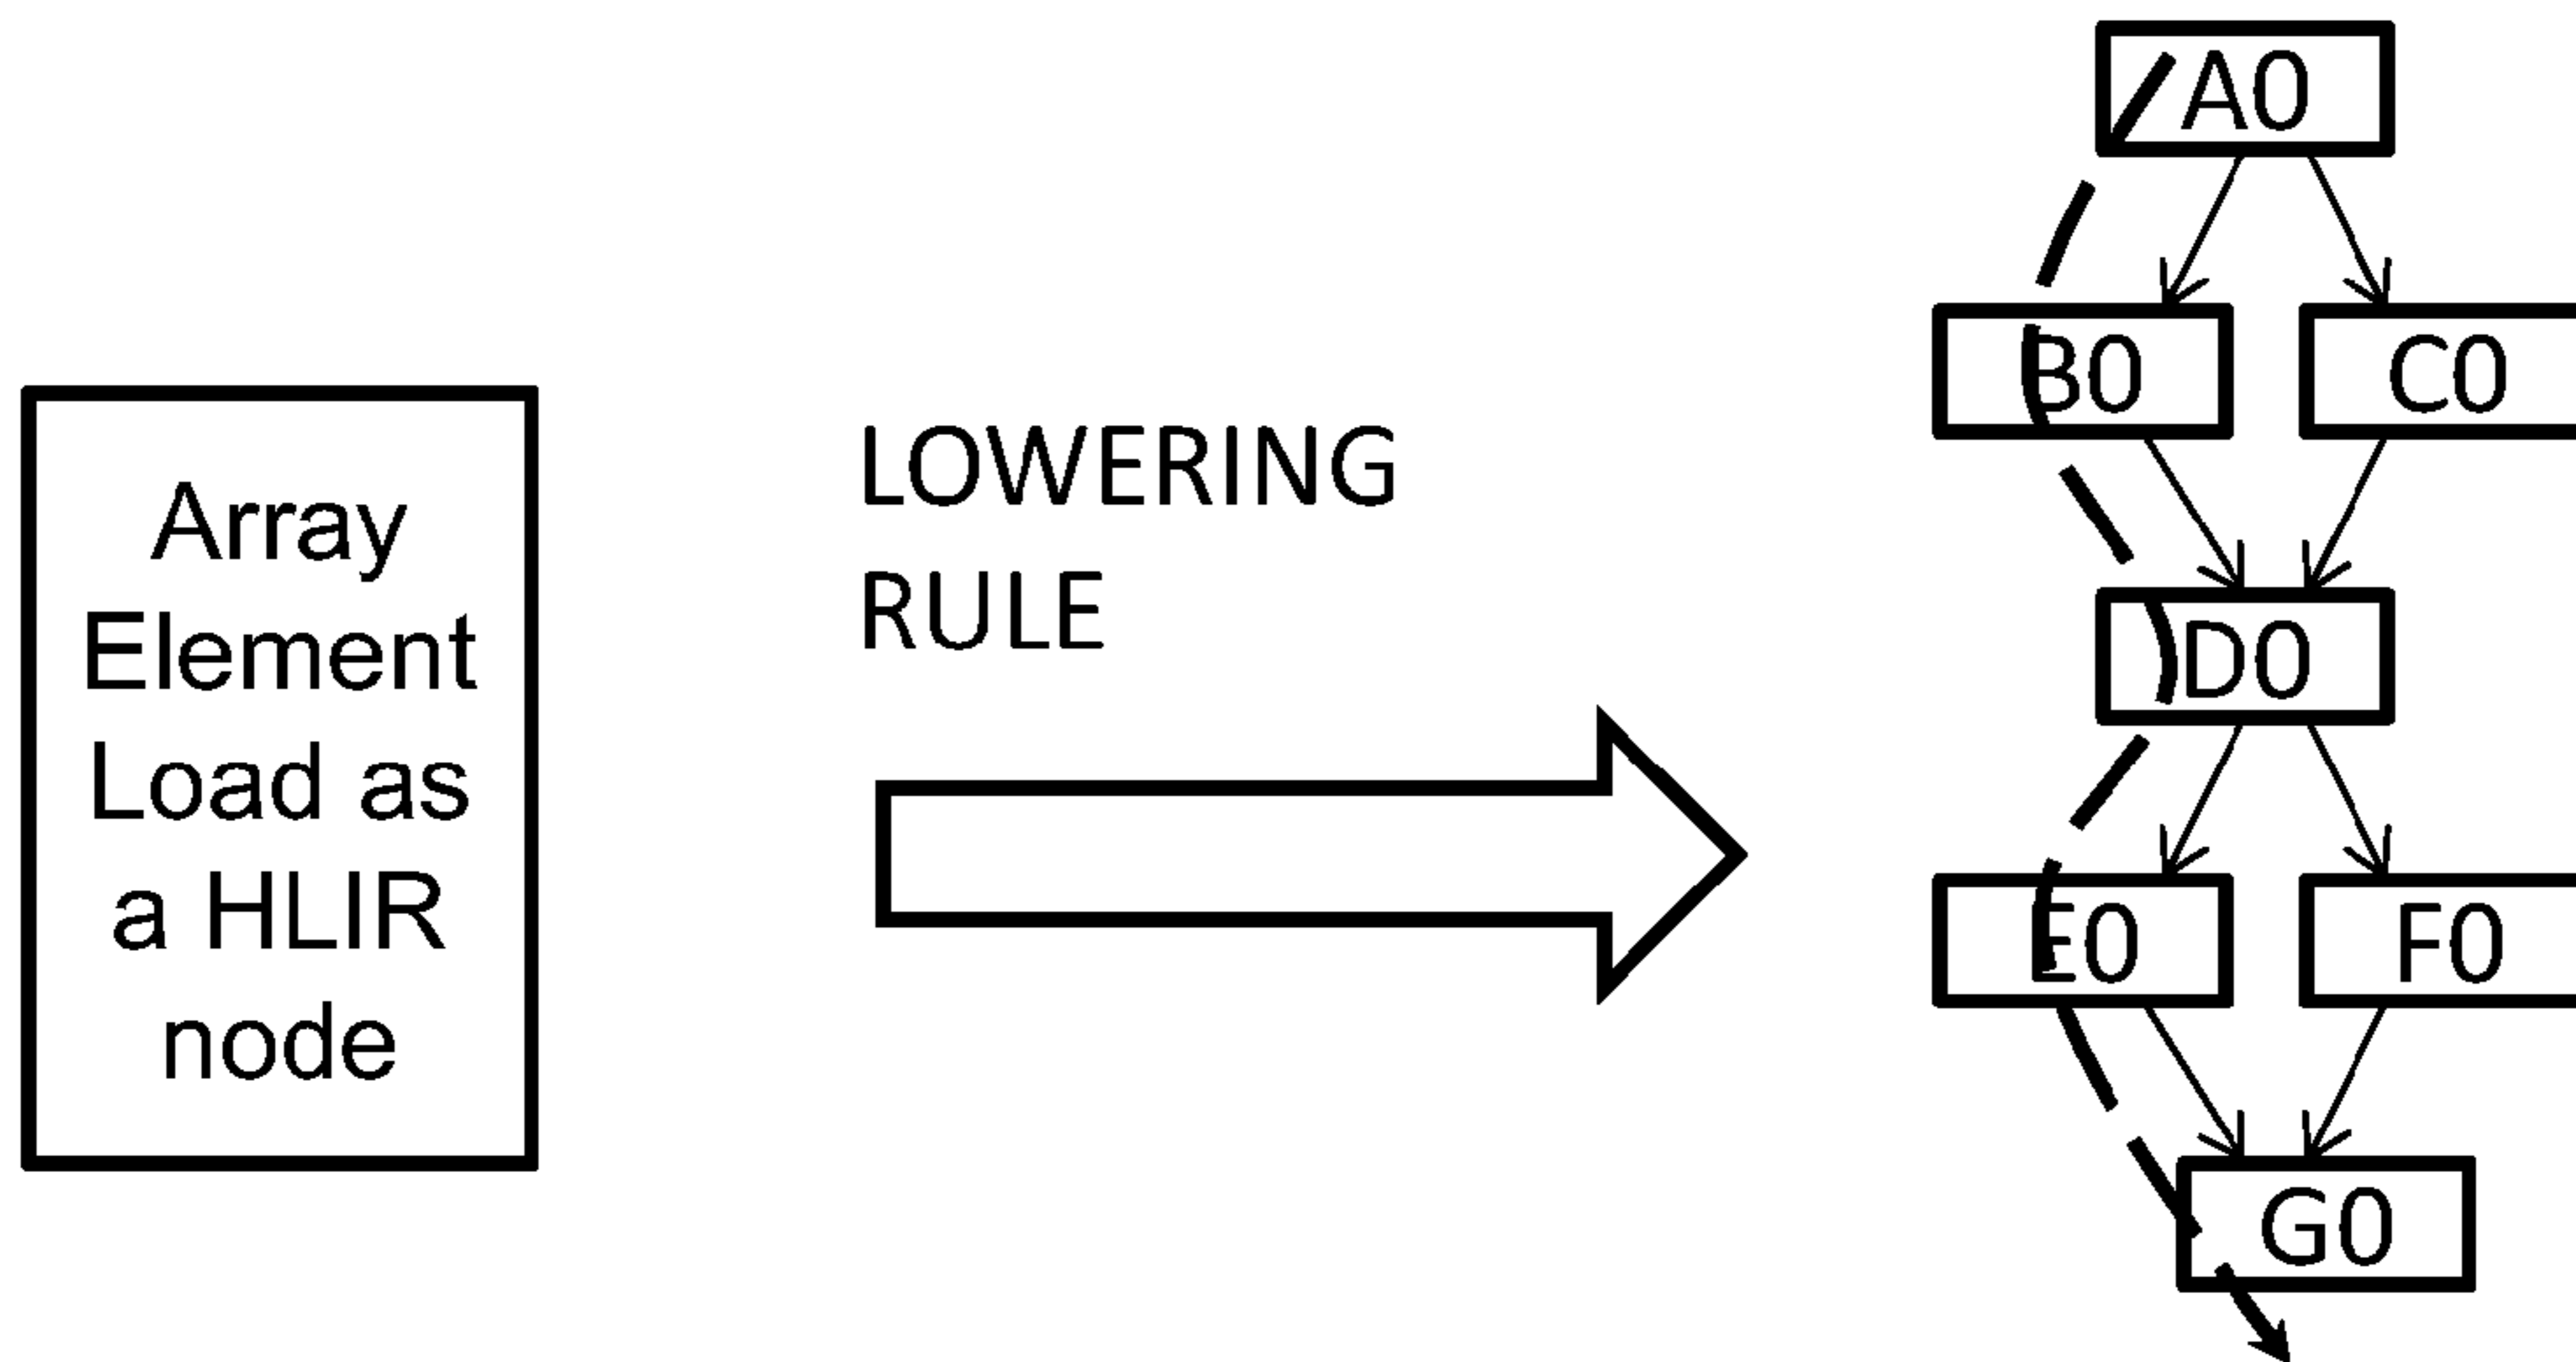 Array
Element
Load as
a HLIR
node
LOWERING
RULE
A0
B0 C0
D0
E0 F0
G0